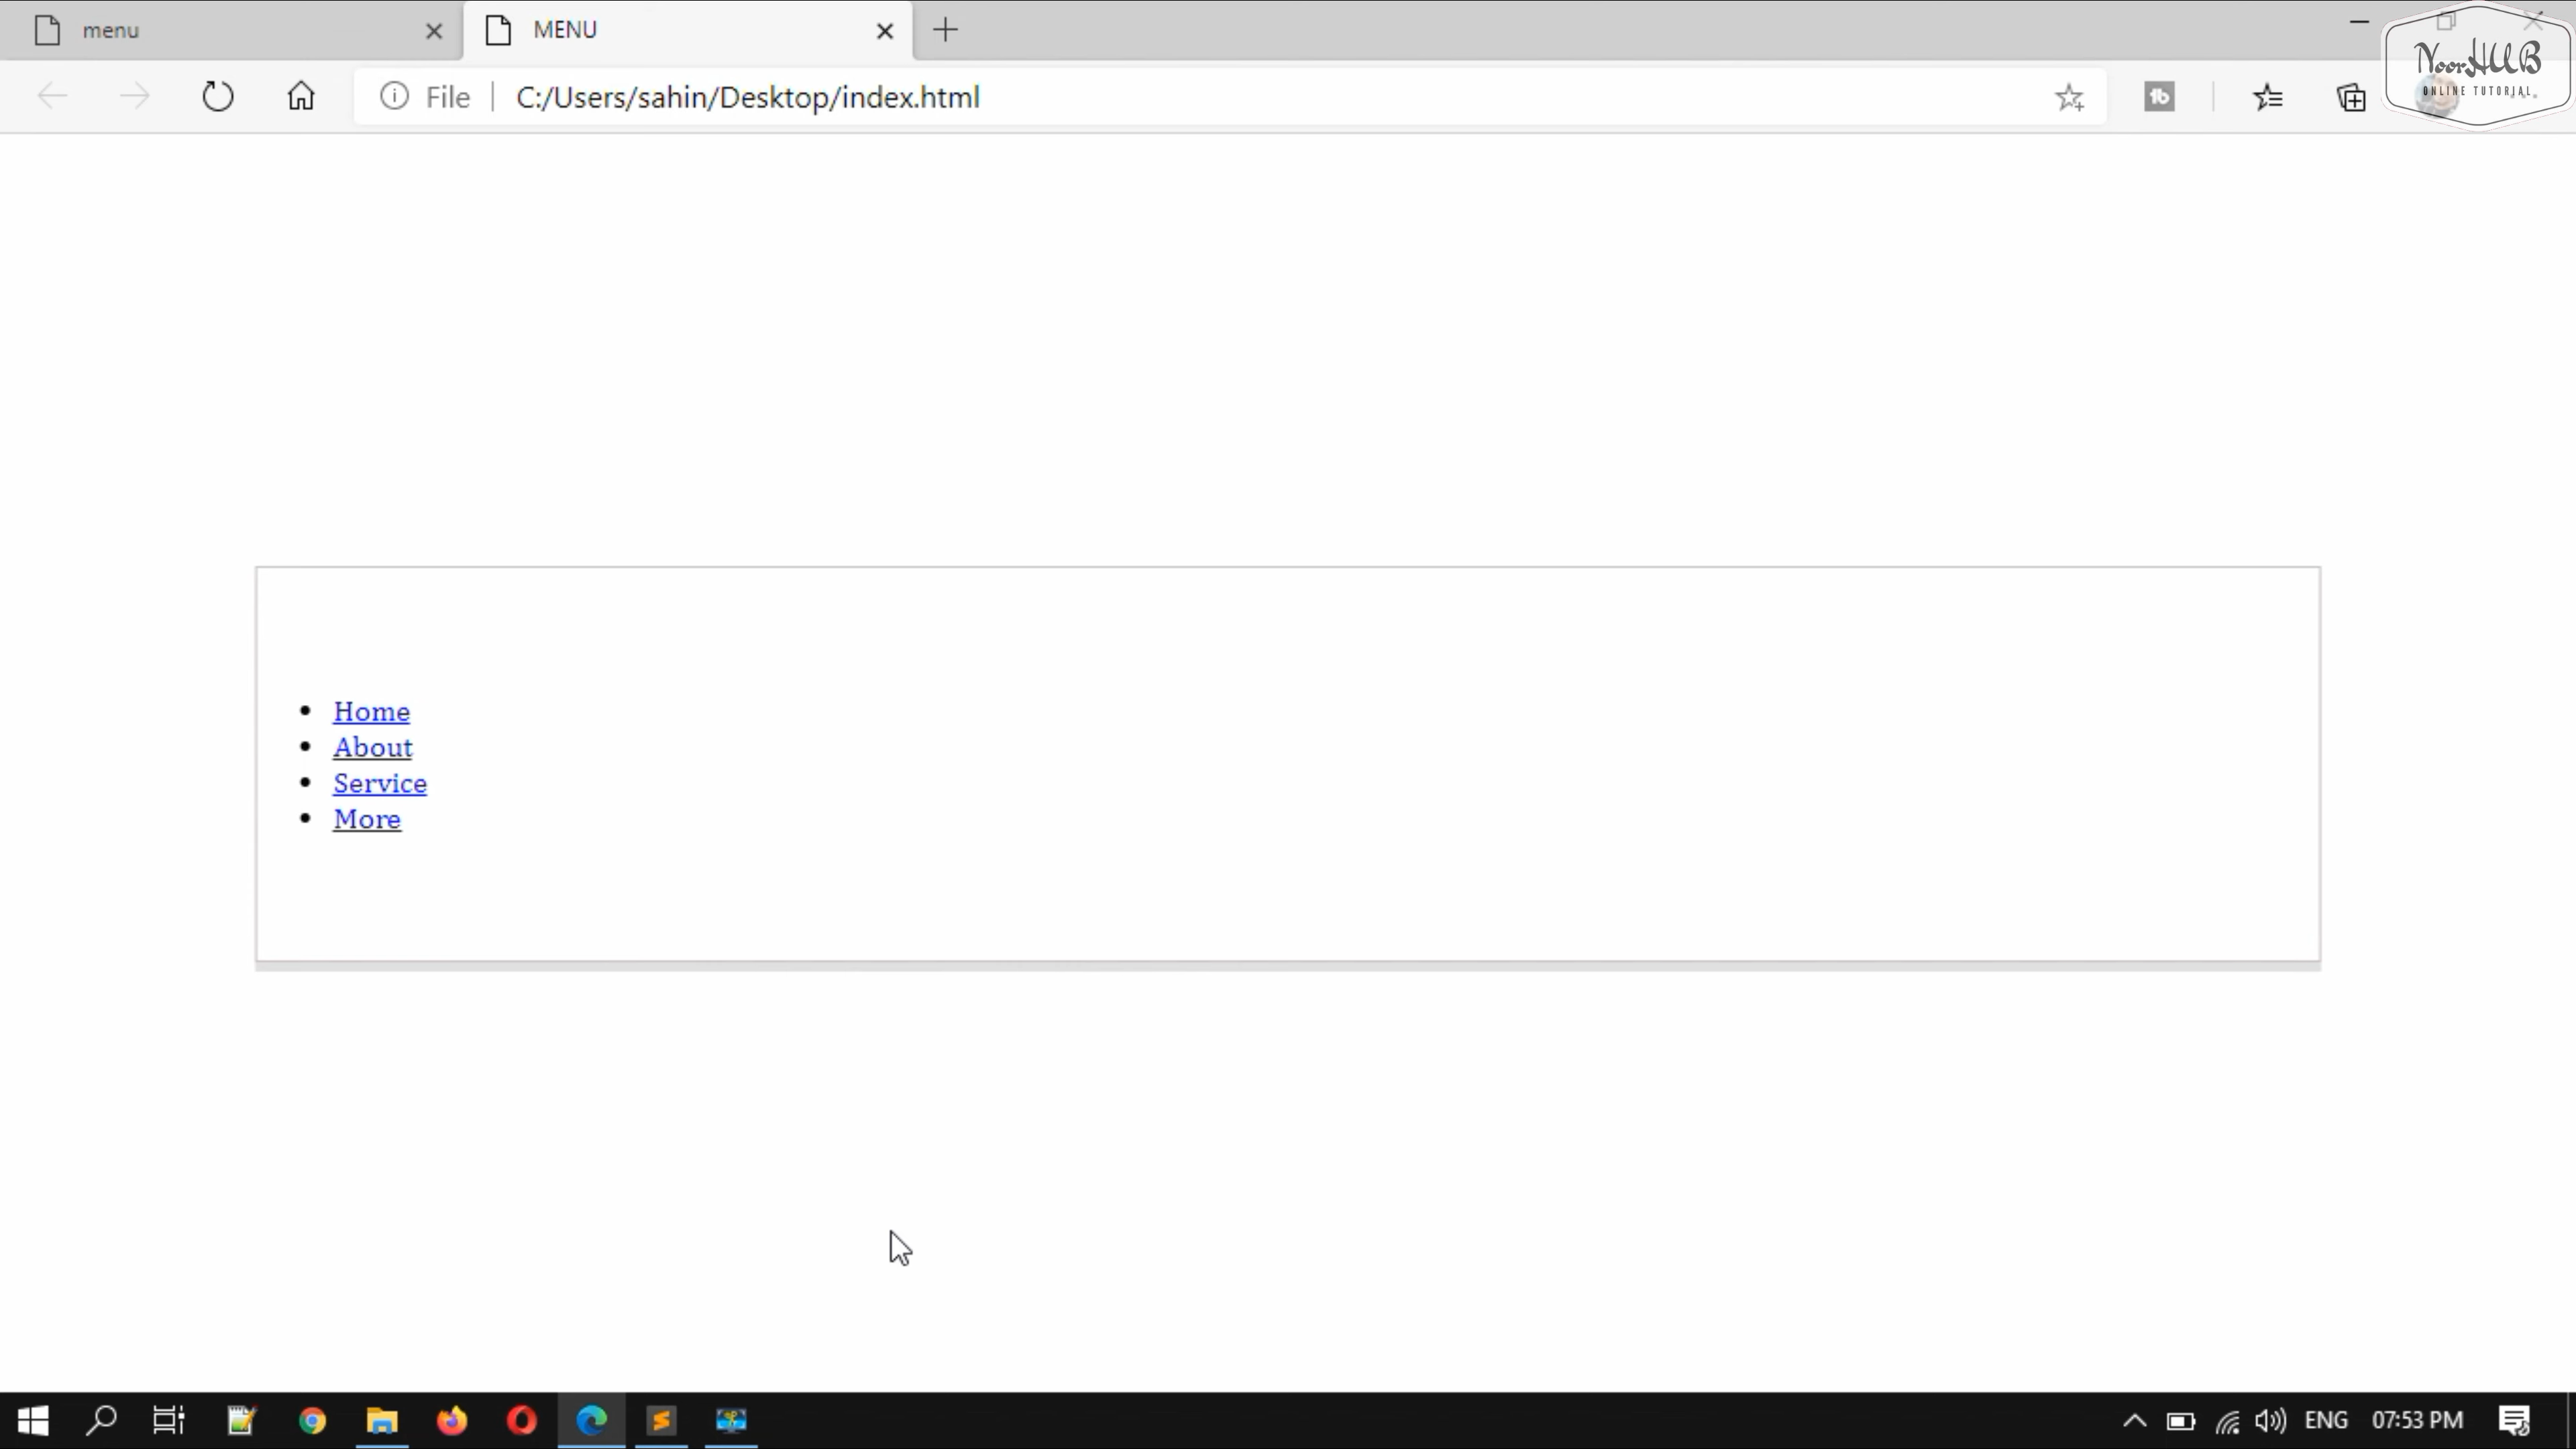 menu
MENU
File
C:/Users/sahin/Desktop/index.html
NoorHUB
ONLINE TUTORIAL
Home
About
Service
More
ENG
07:53 PM